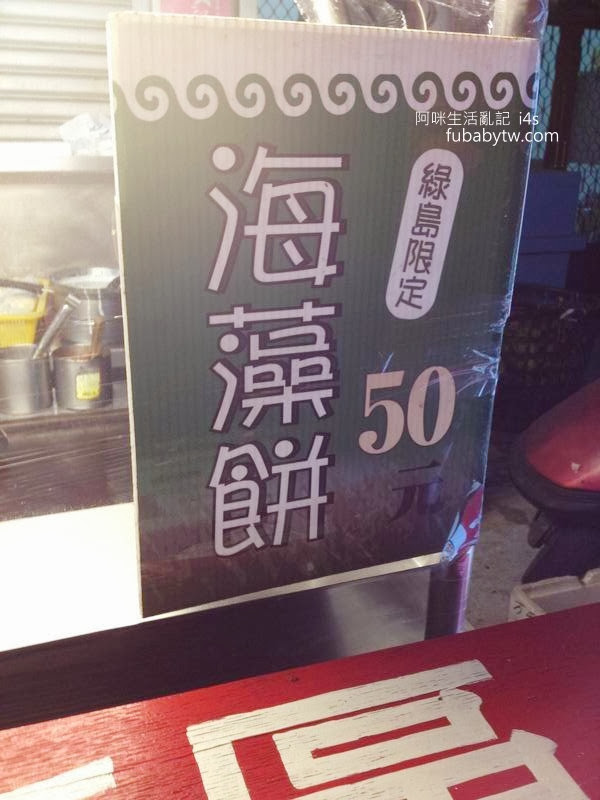 阿咪生活亂記 i4s
fubabytw.com
綠島限定
海藻餅
50
元